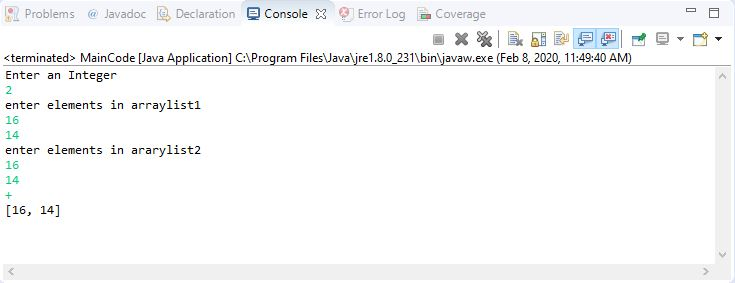 Problems @ Javadoc Declaration Console Error Log Coverage
<terminated> MainCode [Java Application] C:\Program Files\Java\jre1.8.0_231\bin\javaw.exe (Feb 8, 2020, 11:49:40 AM)
Enter an Integer
2
enter elements in arraylist1
16
14
enter elements in ararylist2
16
14
+
[16, 14]